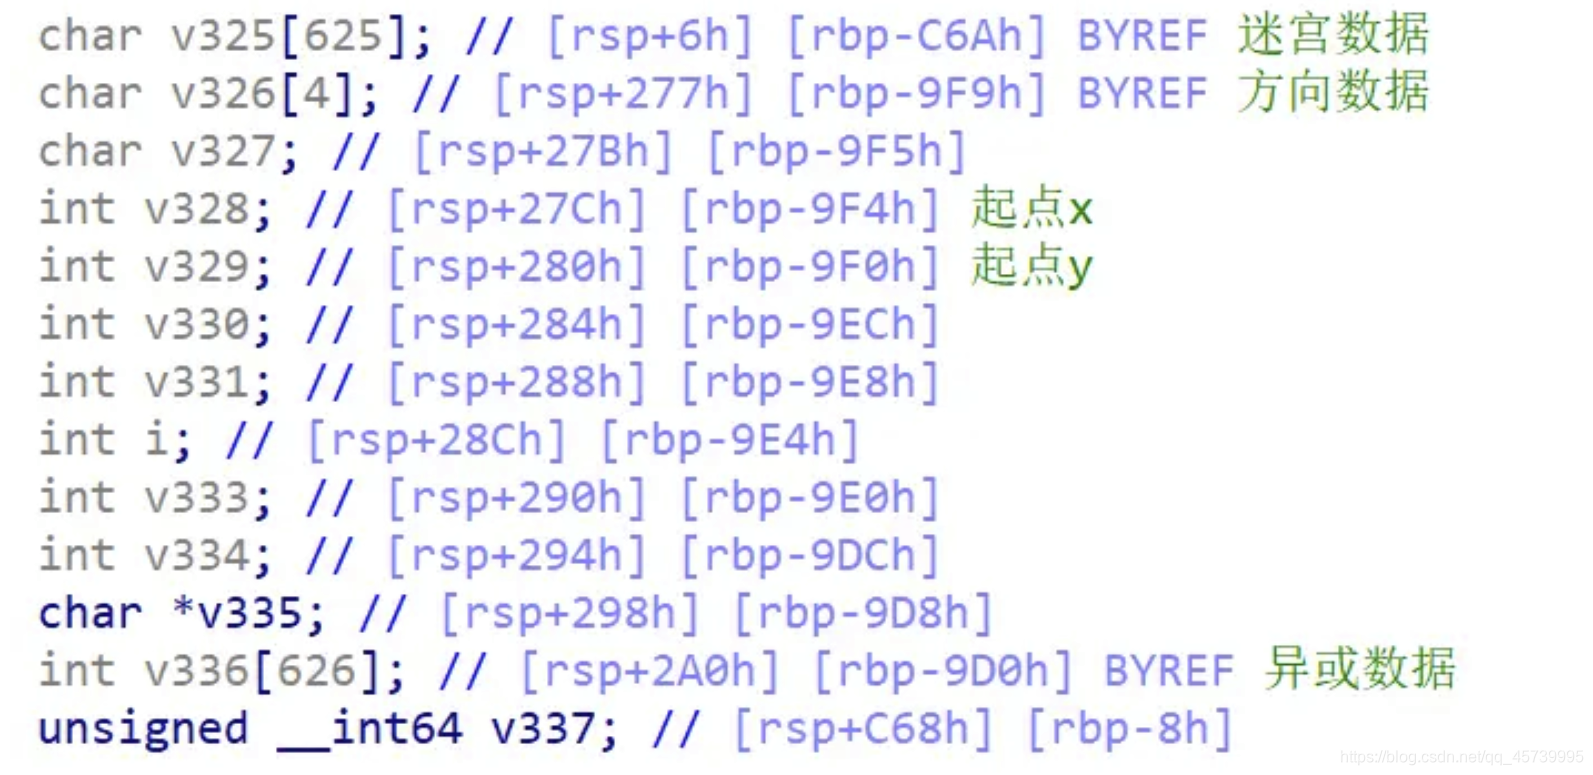 char v325[625]; // [rsp+6h] [rbp-C6Ah] BYREF 迷宫数据
char v326[4]; // [rsp+277h] [rbp-9F9h] BYREF 方向数据
char v327; // [rsp+27Bh] [rbp-9F5h]
int v328; // [rsp+27Ch] [rbp-9F4h] 起点x
int v329; // [rsp+280h] [rbp-9F0h] 起点y
int v330; // [rsp+284h] [rbp-9ECh]
int v331; // [rsp+288h] [rbp-9E8h]
int i; // [rsp+28Ch] [rbp-9E4h]
int v333; // [rsp+290h] [rbp-9E0h]
int v334; // [rsp+294h] [rbp-9DCh]
char *v335; // [rsp+298h] [rbp-9D8h]
int v336[626]; // [rsp+2A0h] [rbp-9D0h] BYREF 异或数据
unsigned __int64 v337; // [rsp+C68h] [rbp-8h]
https://blog.csdn.net/qq_45739995